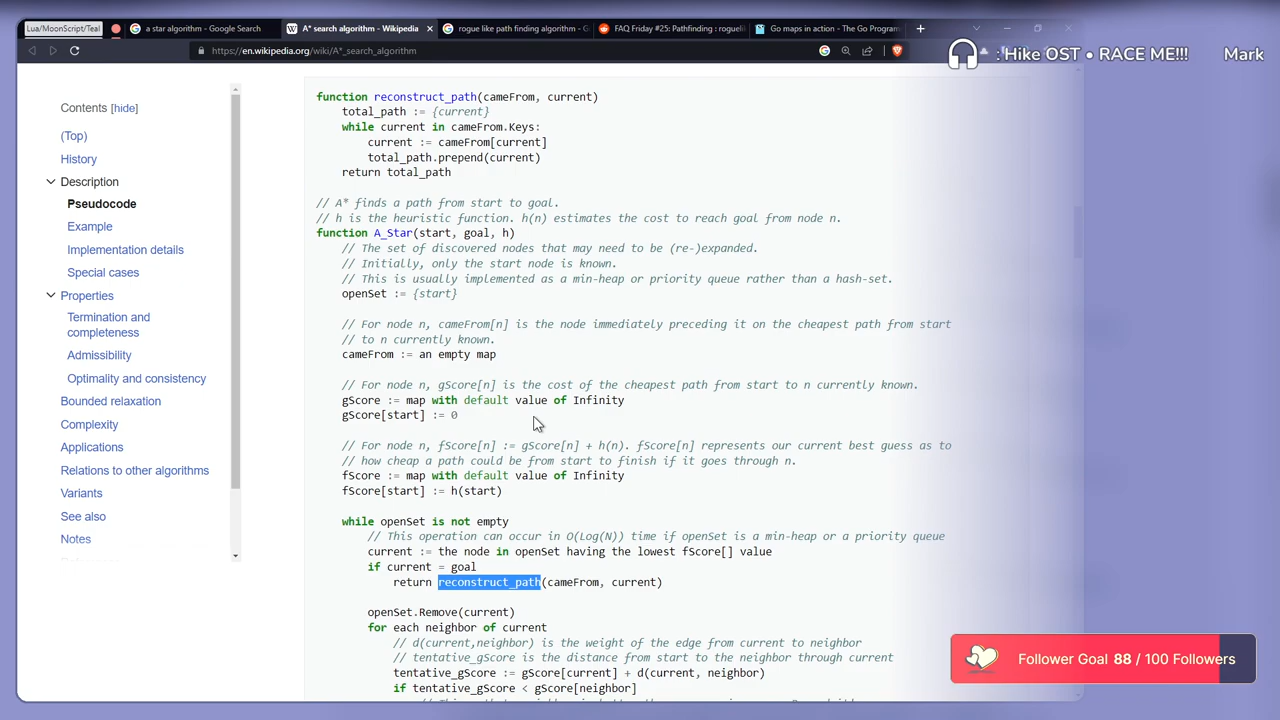 Lua/MoonScript/Teal
a star algorithm - Google Search
A* search algorithm - Wikipedia
rogue like path finding algorithm - G
FAQ Friday #25: Pathfinding : rogueli
Go maps in action - The Go Program
https://en.wikipedia.org/wiki/A*_search_algorithm
: Hike OST • RACE ME!!!
Mark
Contents [hide]
(Top)
History
Description
Pseudocode
Example
Implementation details
Special cases
Properties
Termination and
completeness
Admissibility
Optimality and consistency
Bounded relaxation
Complexity
Applications
Relations to other algorithms
Variants
See also
Notes
function reconstruct_path(cameFrom, current)
total_path := {current}
while current in cameFrom.Keys:
current := cameFrom[current]
total_path.prepend(current)
return total_path
// A* finds a path from start to goal.
// h is the heuristic function. h(n) estimates the cost to reach goal from node n.
function A_Star(start, goal, h)
// The set of discovered nodes that may need to be (re-)expanded.
// Initially, only the start node is known.
// This is usually implemented as a min-heap or priority queue rather than a hash-set.
openSet := {start}
// For node n, cameFrom[n] is the node immediately preceding it on the cheapest path from start
// to n currently known.
cameFrom := an empty map
// For node n, gScore[n] is the cost of the cheapest path from start to n currently known.
gScore := map with default value of Infinity
gScore[start] := 0
// For node n, fScore[n] := gScore[n] + h(n). fScore[n] represents our current best guess as to
// how cheap a path could be from start to finish if it goes through n.
fScore := map with default value of Infinity
fScore[start] := h(start)
while openSet is not empty
// This operation can occur in O(Log(N)) time if openSet is a min-heap or a priority queue
current := the node in openSet having the lowest fScore[] value
if current = goal
return reconstruct_path(cameFrom, current)
openSet.Remove(current)
for each neighbor of current
// d(current,neighbor) is the weight of the edge from current to neighbor
// tentative_gScore is the distance from start to the neighbor through current
tentative_gScore := gScore[current] + d(current, neighbor)
if tentative_gScore < gScore[neighbor]
Follower Goal 88 / 100 Followers